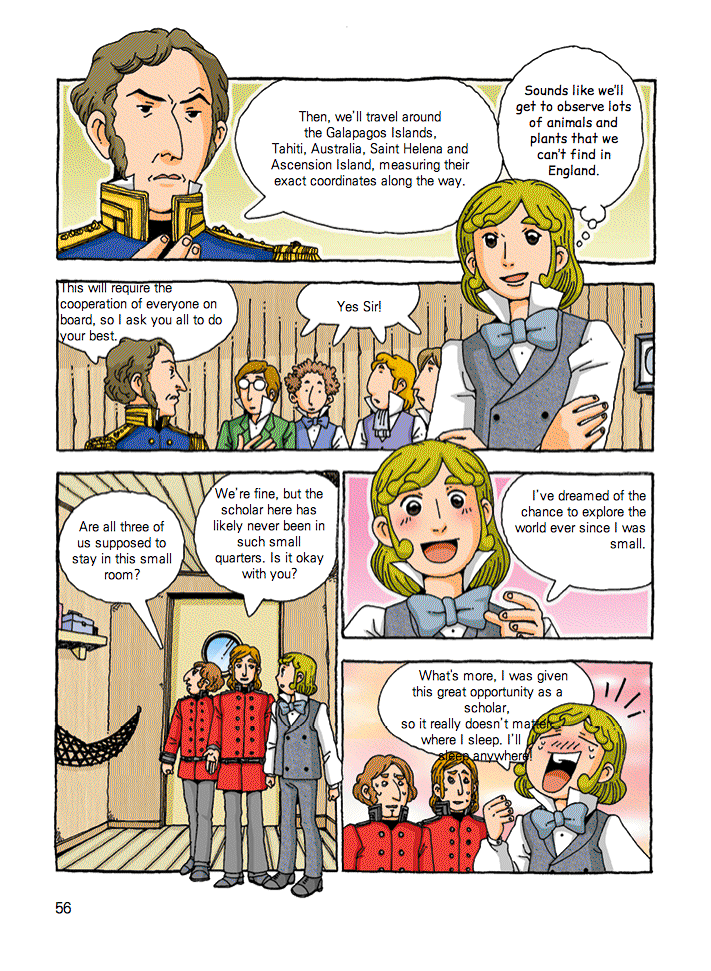 Then, we'll travel around
the Galapagos Islands,
Tahiti, Australia, Saint Helena and
Ascension Island, measuring their
exact coordinates along the way.
Sounds like we'll
get to observe lots
of animals and
plants that we
can't find in
England.
This will require the
cooperation of everyone on
board, so I ask you all to do
your best.
Yes Sir!
Are all three of
us supposed to
stay in this small
room?
We're fine, but the
scholar here has
likely never been in
such small
quarters. Is it okay
with you?
I've dreamed of the
chance to explore the
world ever since I was
small.
What's more, I was given
this great opportunity as a
scholar,
so it really doesn't matter
where I sleep. I'll
sleep anywhere!
56